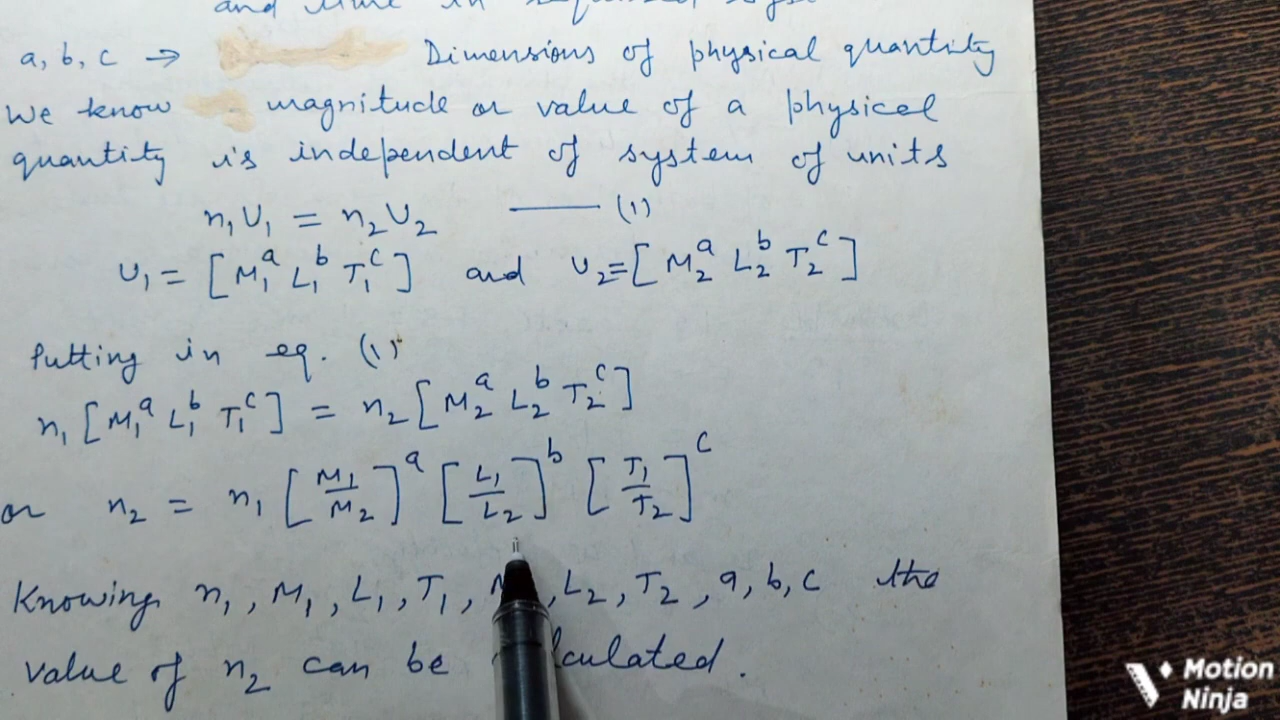 and time in
a, b, c → Dimensions of physical quantity
We know magnitude or value of a physical
quantity is independent of system of units
n₁U₁ = n₂U₂ —— (1)
U₁ = [M₁ᵃ L₁ᵇ T₁ᶜ] and U₂ = [M₂ᵃ L₂ᵇ T₂ᶜ]
Putting in eq. (1)
n₁ [M₁ᵃ L₁ᵇ T₁ᶜ] = n₂ [M₂ᵃ L₂ᵇ T₂ᶜ]
or n₂ = n₁ [M₁/M₂]ᵃ [L₁/L₂]ᵇ [T₁/T₂]ᶜ
Knowing n₁, M₁, L₁, T₁, , L₂, T₂, a, b, c the
value of n₂ can be
Motion
Ninja